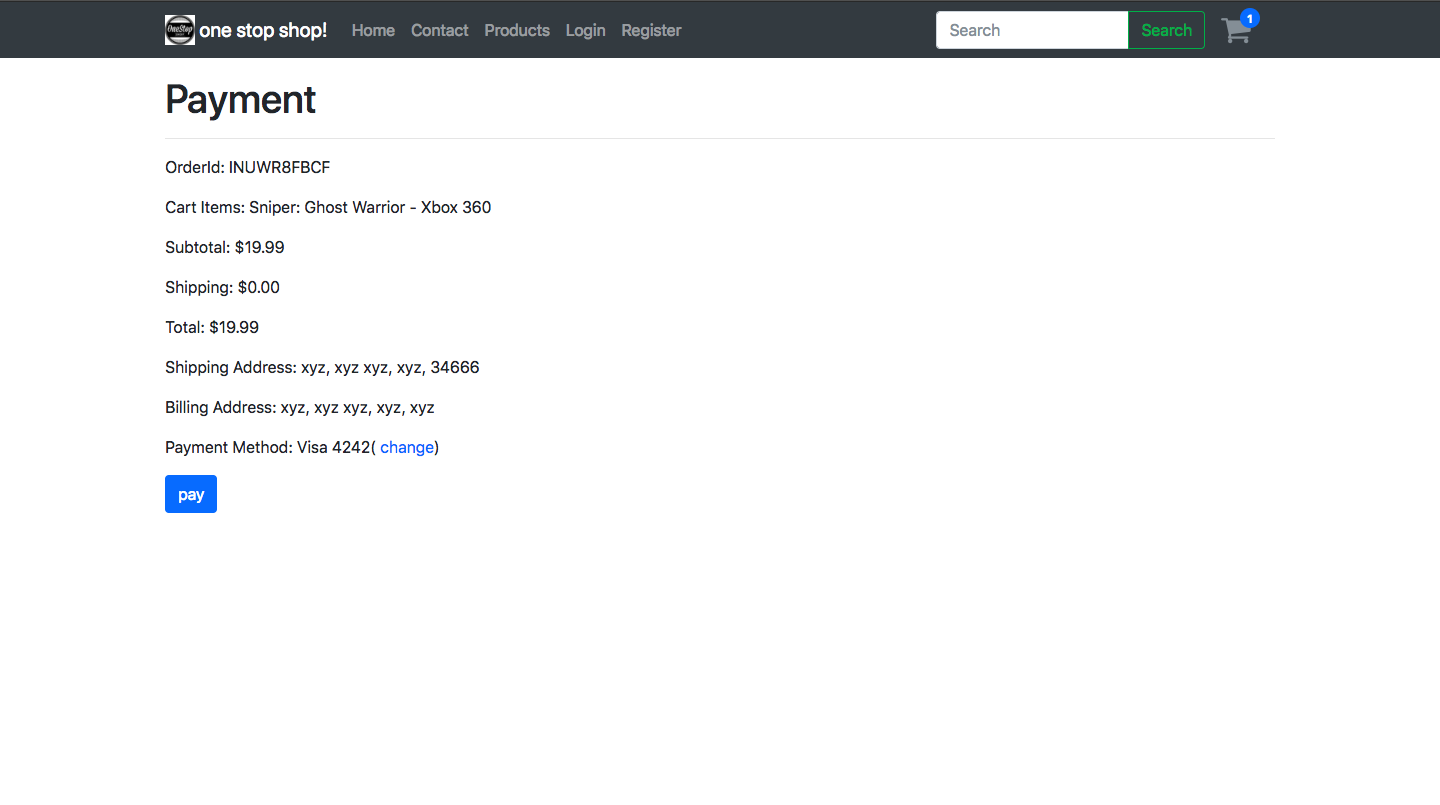 OneStop one stop shop! Home Contact Products Login Register Search Search 1
Payment
OrderId: INUWR8FBCF
Cart Items: Sniper: Ghost Warrior - Xbox 360
Subtotal: $19.99
Shipping: $0.00
Total: $19.99
Shipping Address: xyz, xyz xyz, xyz, 34666
Billing Address: xyz, xyz xyz, xyz, xyz
Payment Method: Visa 4242( change)
pay